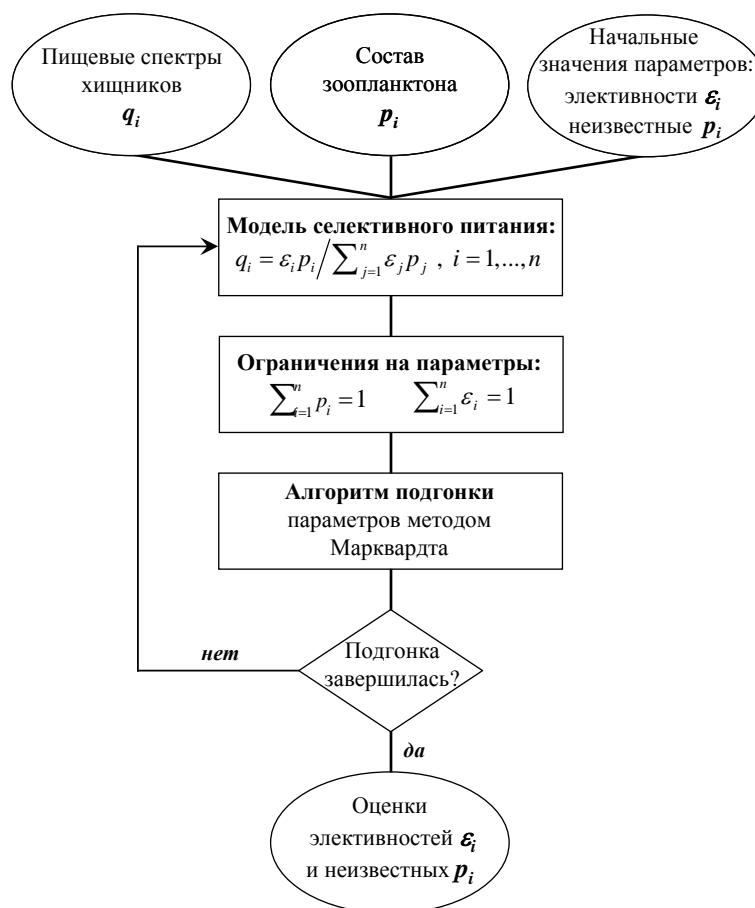 Пищевые спектры
хищников
q_i
Состав
зоопланктона
p_i
Начальные
значения параметров:
элективности ε_i
неизвестные p_i
Модель селективного питания:
q_i = ε_i p_i / ∑_{j=1}^{n} ε_j p_j , i = 1,...,n
Ограничения на параметры:
∑_{i=1}^{n} p_i = 1 ∑_{i=1}^{n} ε_i = 1
Алгоритм подгонки
параметров методом
Марквардта
нет
Подгонка
завершилась?
да
Оценки
элективностей ε_i
и неизвестных p_i